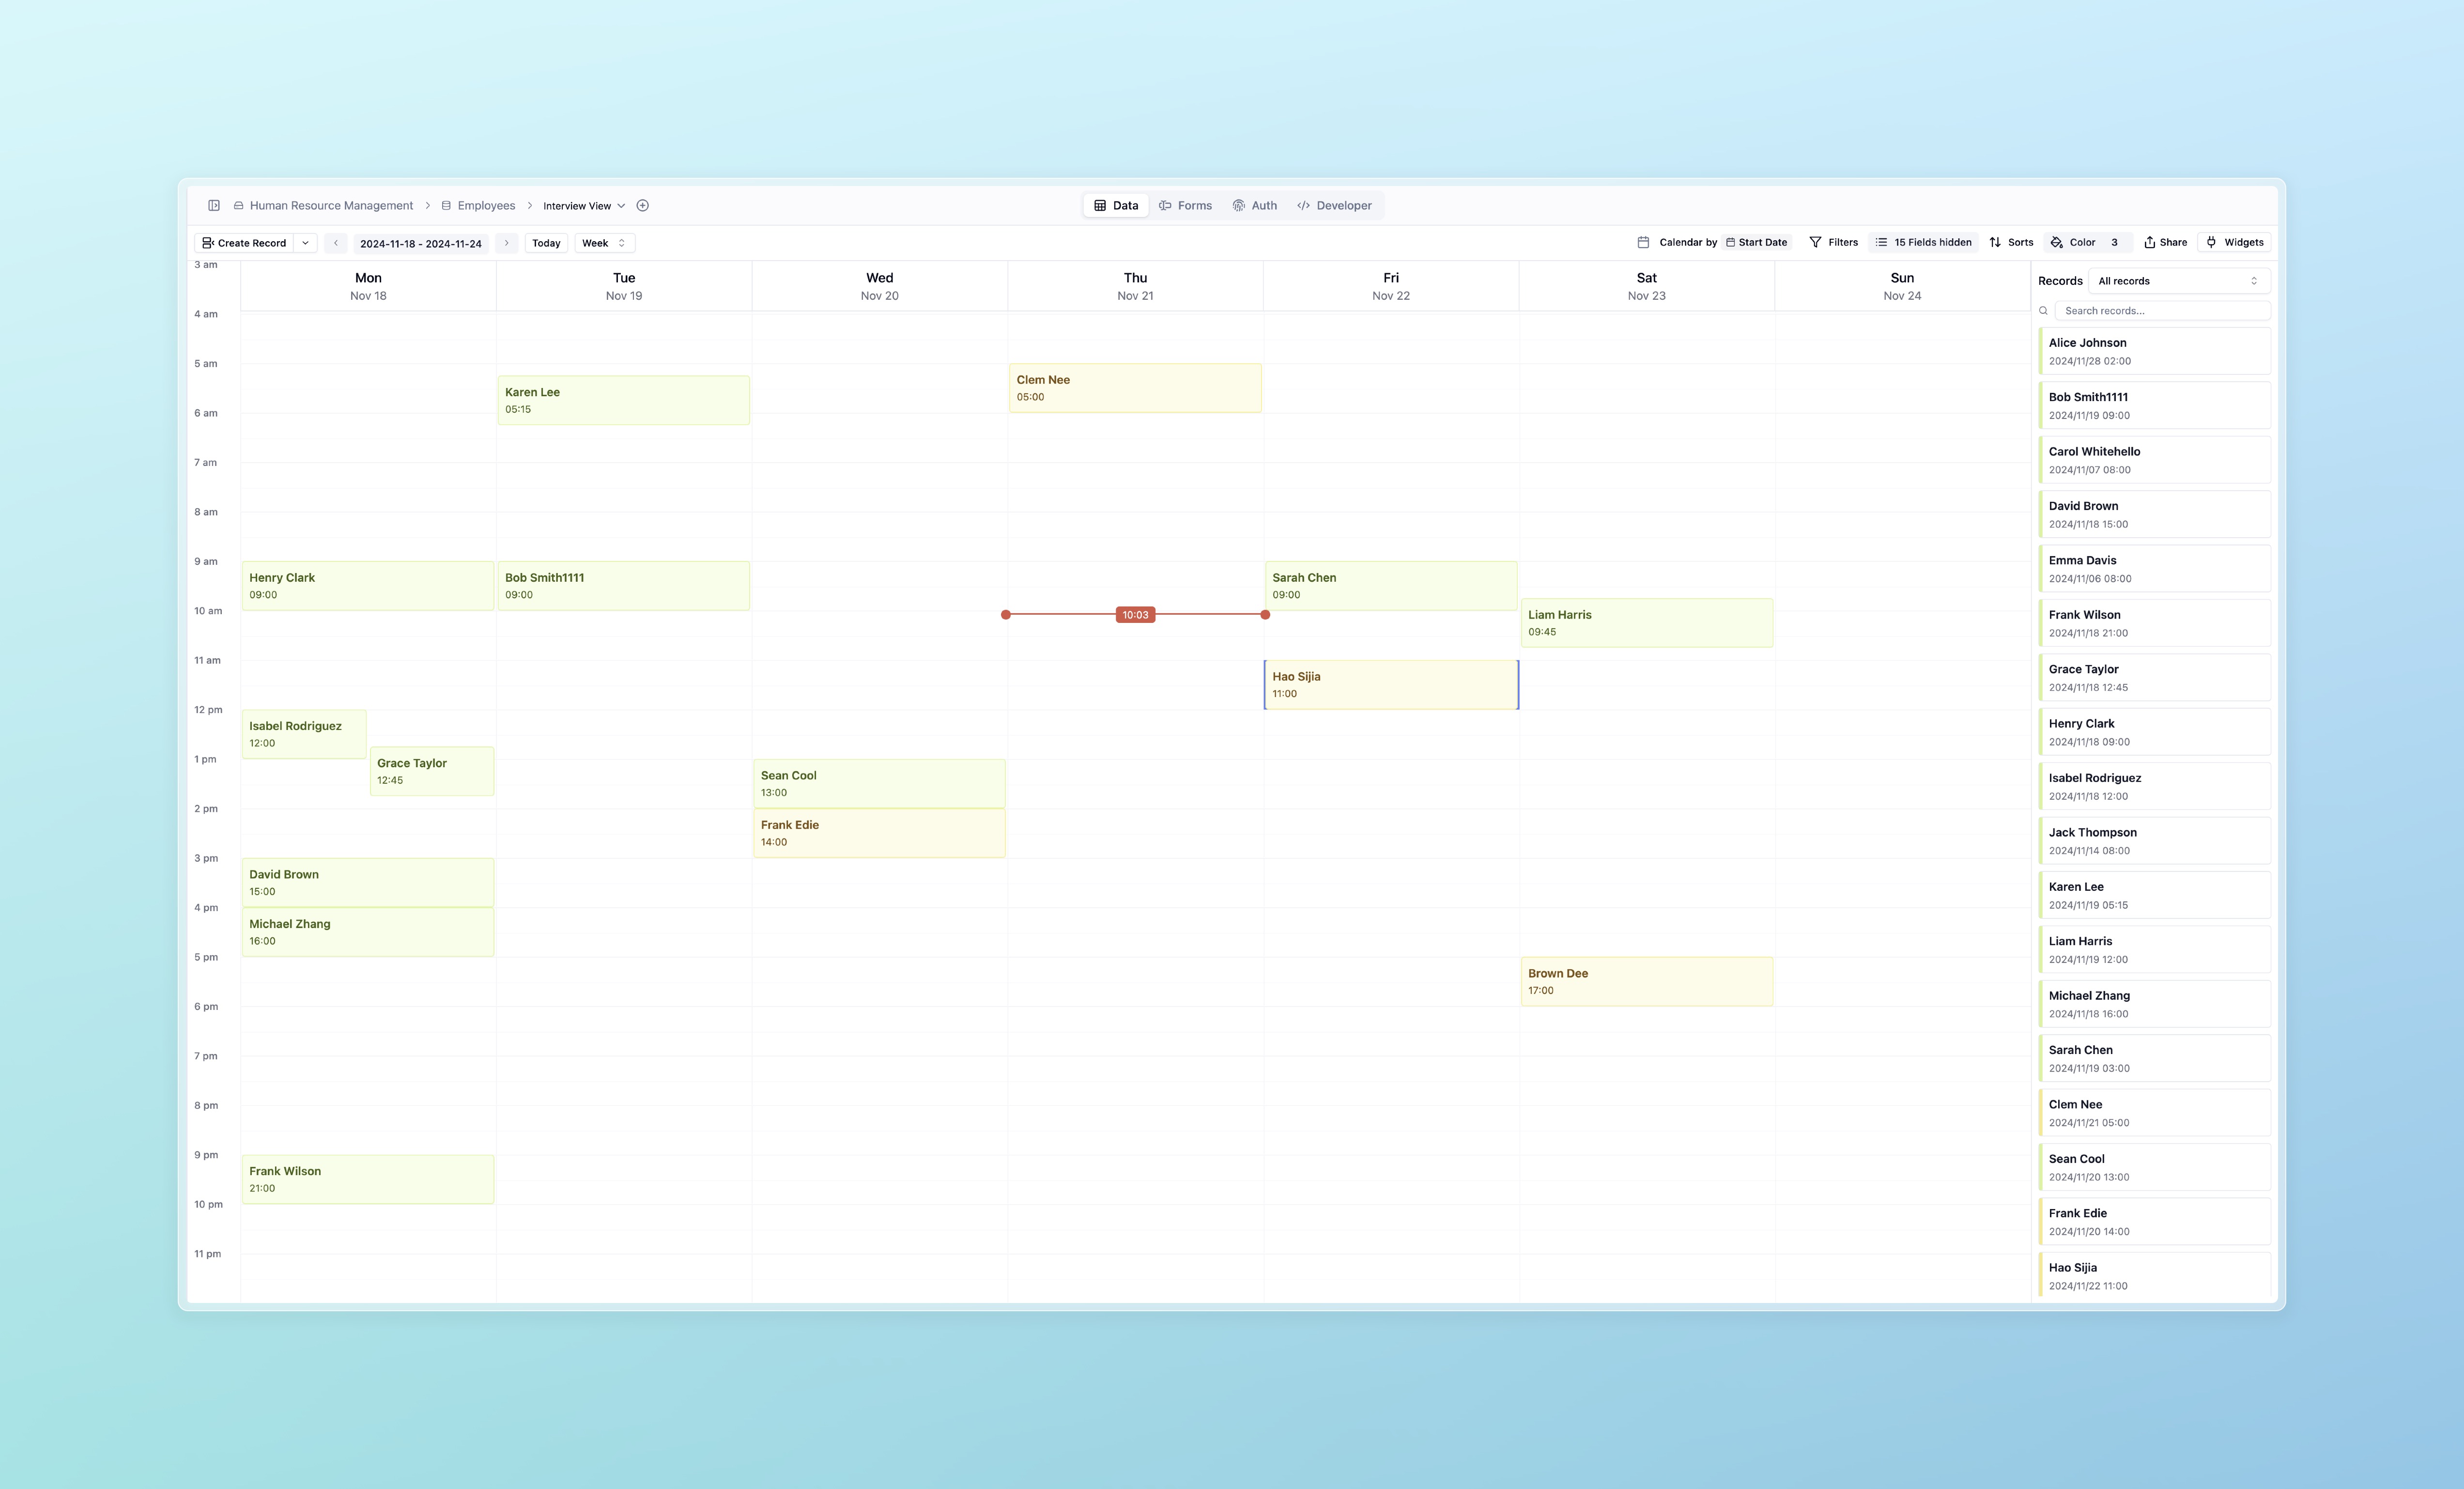 Human Resource Management > Employees > Interview View
Data Forms Auth </> Developer
Create Record 2024-11-18 - 2024-11-24 Today Week
Calendar by Start Date Filters 15 Fields hidden Sorts Color 3 Share Widgets
Mon Tue Wed Thu Fri Sat Sun
Nov 18 Nov 19 Nov 20 Nov 21 Nov 22 Nov 23 Nov 24
3 am
4 am
5 am
6 am
7 am
8 am
9 am
10 am
11 am
12 pm
1 pm
2 pm
3 pm
4 pm
5 pm
6 pm
7 pm
8 pm
9 pm
10 pm
11 pm
Henry Clark
09:00
Isabel Rodriguez
12:00
Grace Taylor
12:45
David Brown
15:00
Michael Zhang
16:00
Frank Wilson
21:00
Karen Lee
05:15
Bob Smith1111
09:00
Sean Cool
13:00
Frank Edie
14:00
Clem Nee
05:00
10:03
Sarah Chen
09:00
Hao Sijia
11:00
Liam Harris
09:45
Brown Dee
17:00
Records All records
Search records...
Alice Johnson
2024/11/28 02:00
Bob Smith1111
2024/11/19 09:00
Carol Whitehello
2024/11/07 08:00
David Brown
2024/11/18 15:00
Emma Davis
2024/11/06 08:00
Frank Wilson
2024/11/18 21:00
Grace Taylor
2024/11/18 12:45
Henry Clark
2024/11/18 09:00
Isabel Rodriguez
2024/11/18 12:00
Jack Thompson
2024/11/14 08:00
Karen Lee
2024/11/19 05:15
Liam Harris
2024/11/19 12:00
Michael Zhang
2024/11/18 16:00
Sarah Chen
2024/11/19 03:00
Clem Nee
2024/11/21 05:00
Sean Cool
2024/11/20 13:00
Frank Edie
2024/11/20 14:00
Hao Sijia
2024/11/22 11:00